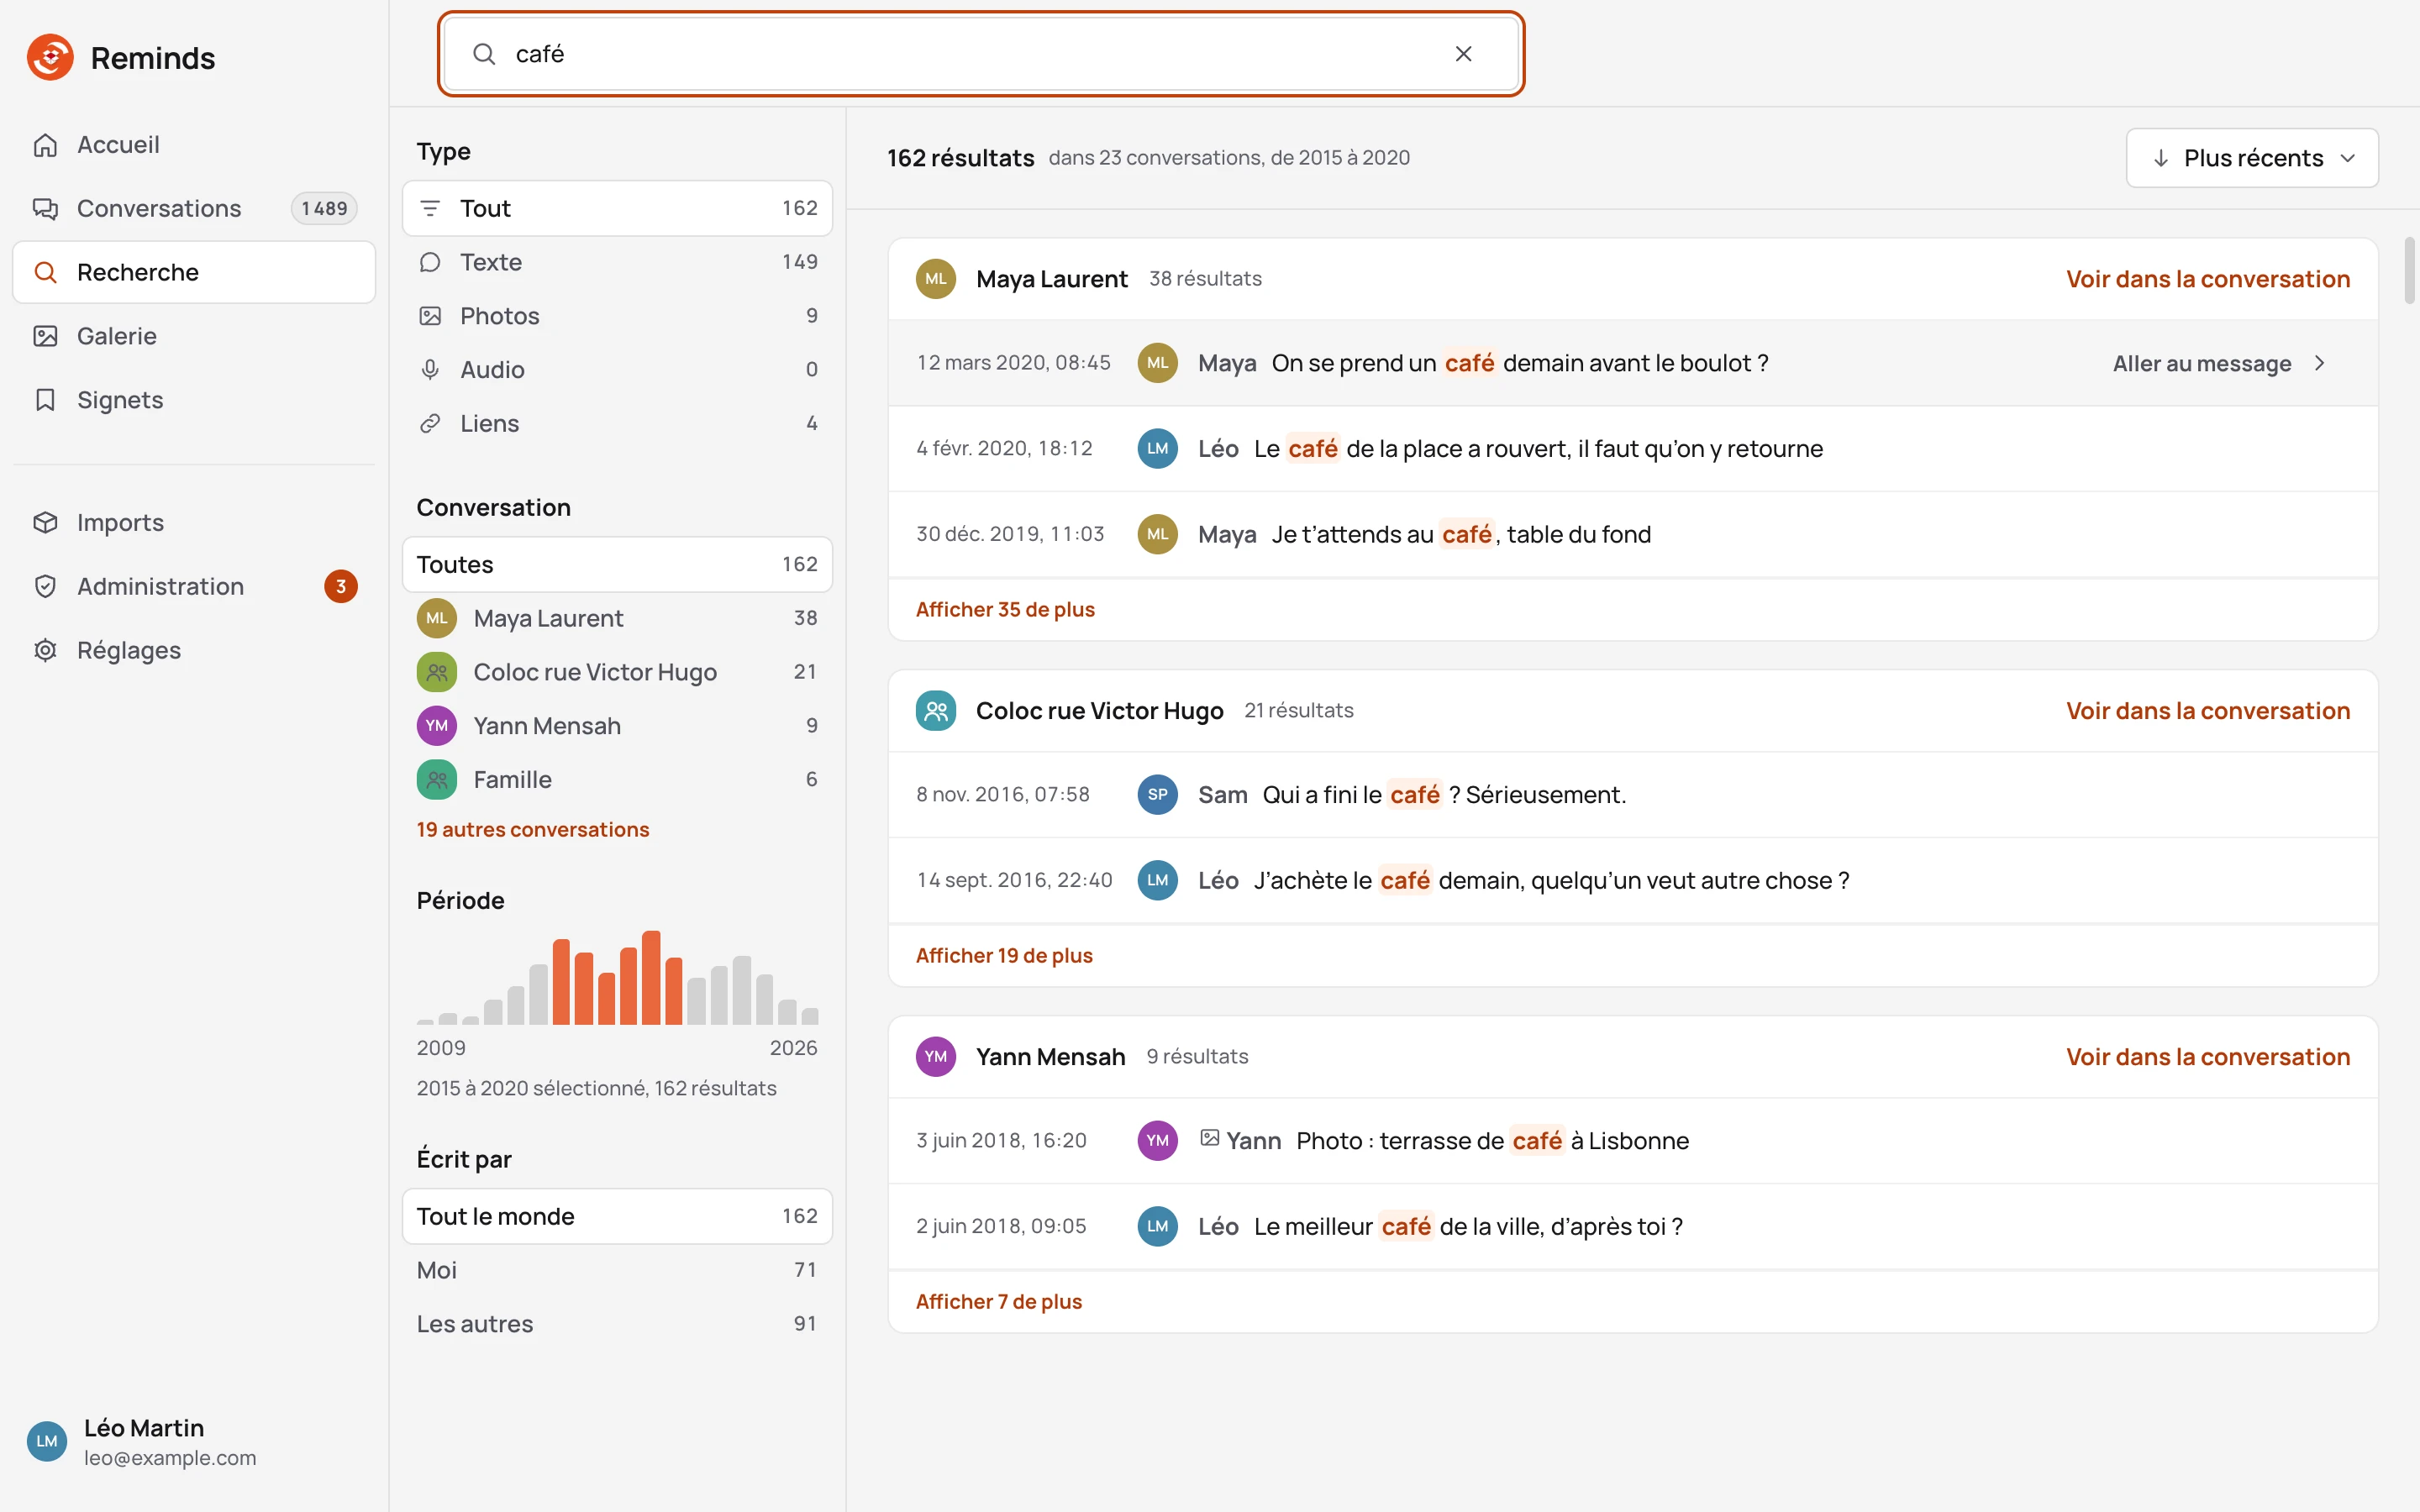 Reminds
Accueil
Conversations 1 489
Recherche
Galerie
Signets
Imports
Administration 3
Réglages
LM Léo Martin
leo@example.com
café
Type
Tout 162
Texte 149
Photos 9
Audio 0
Liens 4
Conversation
Toutes 162
ML Maya Laurent 38
Coloc rue Victor Hugo 21
YM Yann Mensah 9
Famille 6
19 autres conversations
Période
2009 2026
2015 à 2020 sélectionné, 162 résultats
Écrit par
Tout le monde 162
Moi 71
Les autres 91
162 résultats dans 23 conversations, de 2015 à 2020 Plus récents
ML Maya Laurent 38 résultats Voir dans la conversation
12 mars 2020, 08:45 ML Maya On se prend un café demain avant le boulot ? Aller au message
4 févr. 2020, 18:12 LM Léo Le café de la place a rouvert, il faut qu’on y retourne
30 déc. 2019, 11:03 ML Maya Je t’attends au café, table du fond
Afficher 35 de plus
Coloc rue Victor Hugo 21 résultats Voir dans la conversation
8 nov. 2016, 07:58 SP Sam Qui a fini le café ? Sérieusement.
14 sept. 2016, 22:40 LM Léo J’achète le café demain, quelqu’un veut autre chose ?
Afficher 19 de plus
YM Yann Mensah 9 résultats Voir dans la conversation
3 juin 2018, 16:20 YM Yann Photo : terrasse de café à Lisbonne
2 juin 2018, 09:05 LM Léo Le meilleur café de la ville, d’après toi ?
Afficher 7 de plus